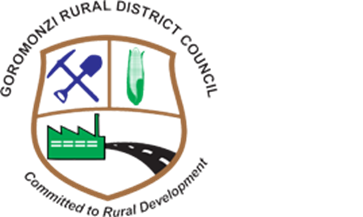 GOROMONZI RURAL DISTRICT COUNCIL
Committed to Rural Development